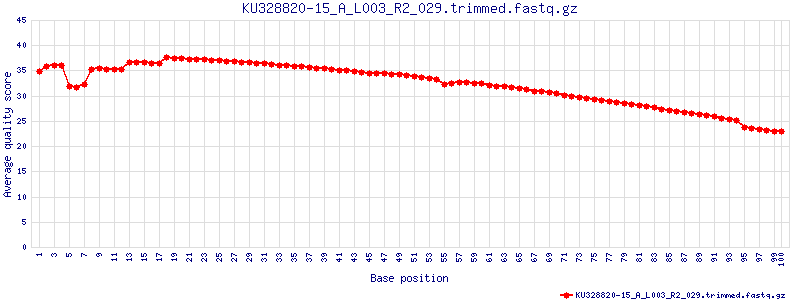 KU328820-15_A_L003_R2_029.trimmed.fastq.gz
45
40
35
30
25
20
15
10
5
0
Average quality score
1 3 5 7 9 11 13 15 17 19 21 23 25 27 29 31 33 35 37 39 41 43 45 47 49 51 53 55 57 59 61 63 65 67 69 71 73 75 77 79 81 83 85 87 89 91 93 95 97 99 100
Base position
KU328820-15_A_L003_R2_029.trimmed.fastq.gz